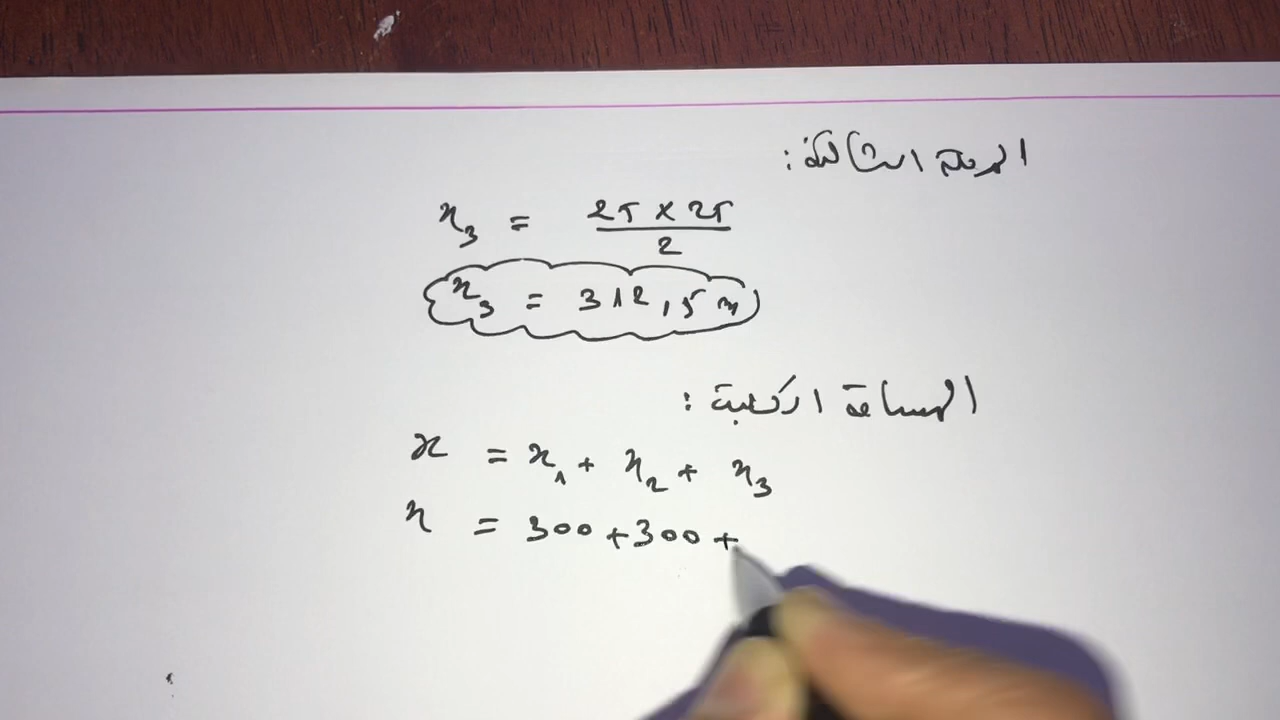 المرحلة الثالثة :
x₃ = 25 × 25 / 2
x₃ = 312,5 m
المسافة الكلية :
x = x₁ + x₂ + x₃
x = 300 + 300 +